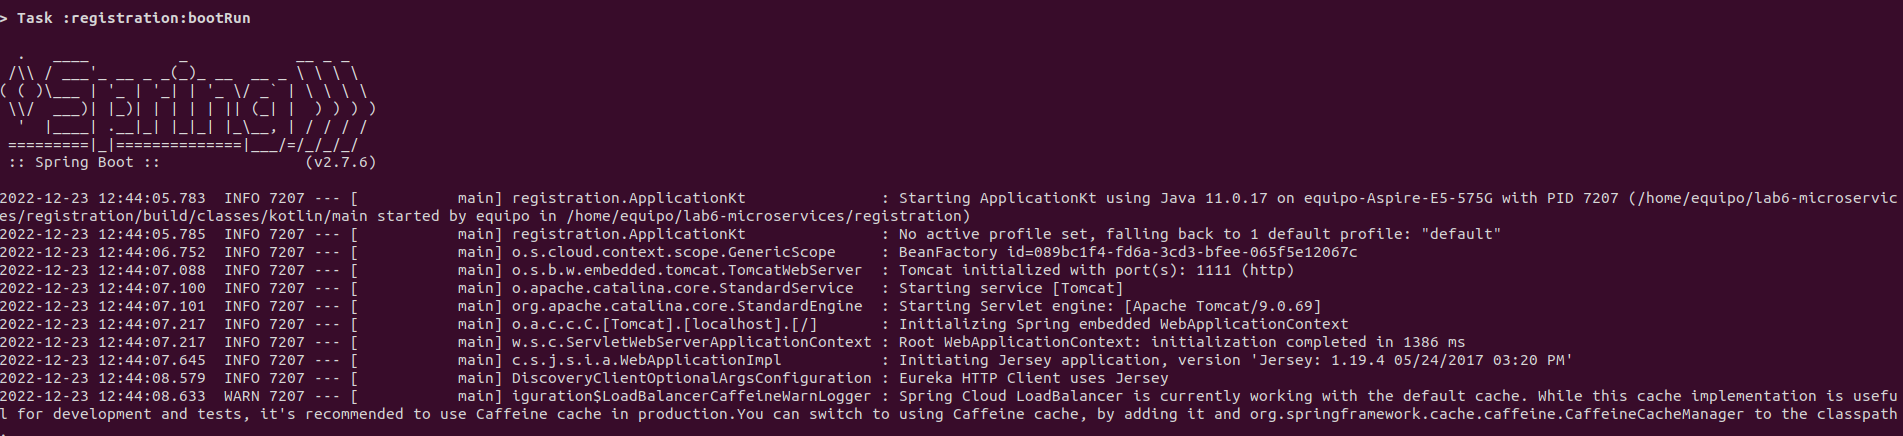 > Task :registration:bootRun

  .   ____          _            __ _ _
 /\\ / ___'_ __ _ _(_)_ __  __ _ \ \ \ \
( ( )\___ | '_ | '_| | '_ \/ _` | \ \ \ \
 \\/  ___)| |_)| | | | | || (_| |  ) ) ) )
  '  |____| .__|_| |_|_| |_\__, | / / / /
 =========|_|==============|___/=/_/_/_/
 :: Spring Boot ::                (v2.7.6)

2022-12-23 12:44:05.783  INFO 7207 --- [           main] registration.ApplicationKt               : Starting ApplicationKt using Java 11.0.17 on equipo-Aspire-E5-575G with PID 7207 (/home/equipo/lab6-microservic
es/registration/build/classes/kotlin/main started by equipo in /home/equipo/lab6-microservices/registration)
2022-12-23 12:44:05.785  INFO 7207 --- [           main] registration.ApplicationKt               : No active profile set, falling back to 1 default profile: "default"
2022-12-23 12:44:06.752  INFO 7207 --- [           main] o.s.cloud.context.scope.GenericScope     : BeanFactory id=089bc1f4-fd6a-3cd3-bfee-065f5e12067c
2022-12-23 12:44:07.088  INFO 7207 --- [           main] o.s.b.w.embedded.tomcat.TomcatWebServer  : Tomcat initialized with port(s): 1111 (http)
2022-12-23 12:44:07.100  INFO 7207 --- [           main] o.apache.catalina.core.StandardService   : Starting service [Tomcat]
2022-12-23 12:44:07.101  INFO 7207 --- [           main] org.apache.catalina.core.StandardEngine  : Starting Servlet engine: [Apache Tomcat/9.0.69]
2022-12-23 12:44:07.217  INFO 7207 --- [           main] o.a.c.c.C.[Tomcat].[localhost].[/]       : Initializing Spring embedded WebApplicationContext
2022-12-23 12:44:07.217  INFO 7207 --- [           main] w.s.c.ServletWebServerApplicationContext : Root WebApplicationContext: initialization completed in 1386 ms
2022-12-23 12:44:07.645  INFO 7207 --- [           main] c.s.j.s.i.a.WebApplicationImpl           : Initiating Jersey application, version 'Jersey: 1.19.4 05/24/2017 03:20 PM'
2022-12-23 12:44:08.579  INFO 7207 --- [           main] DiscoveryClientOptionalArgsConfiguration : Eureka HTTP Client uses Jersey
2022-12-23 12:44:08.633  WARN 7207 --- [           main] iguration$LoadBalancerCaffeineWarnLogger : Spring Cloud LoadBalancer is currently working with the default cache. While this cache implementation is usefu
l for development and tests, it's recommended to use Caffeine cache in production.You can switch to using Caffeine cache, by adding it and org.springframework.cache.caffeine.CaffeineCacheManager to the classpath
.